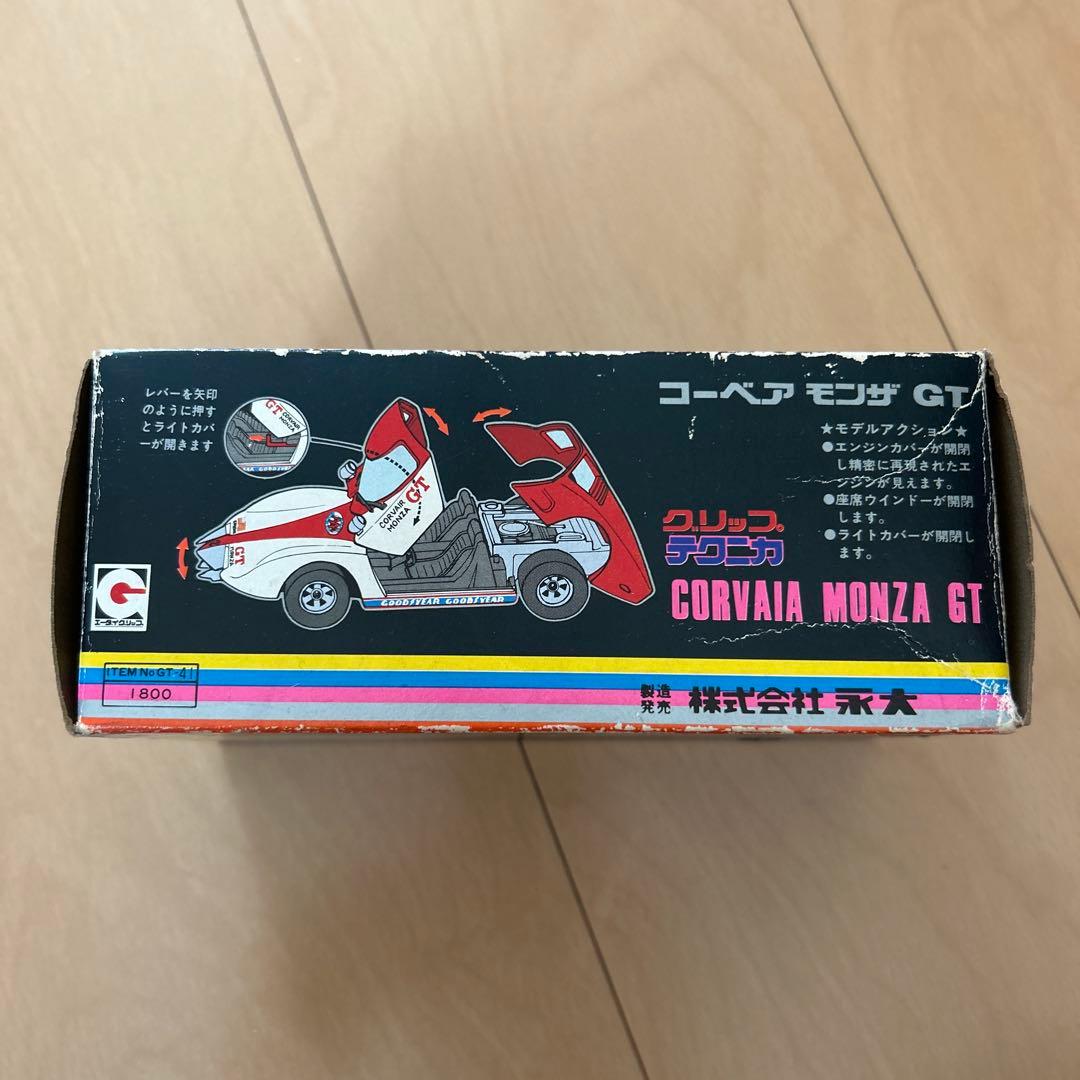 レバーを矢印
のように押す
とライトカバ
ーが開きます
GT CORVAIR
MONZA
GOODYEAR
コーベア モンザ GT
★モデルアクション★
●エンジンカバーが開閉
し精密に再現されたエ
ンジンが見えます。
●座席ウインドーが開閉
します。
●ライトカバーが開閉し
ます。
CORVAIR
MONZA GT
GT
GOODYEAR GOODYEAR
グリップ
テクニカ
CORVAIA MONZA GT
エータイグリップ
ITEM No GT-41
1800
製造
発売 株式会社 永大